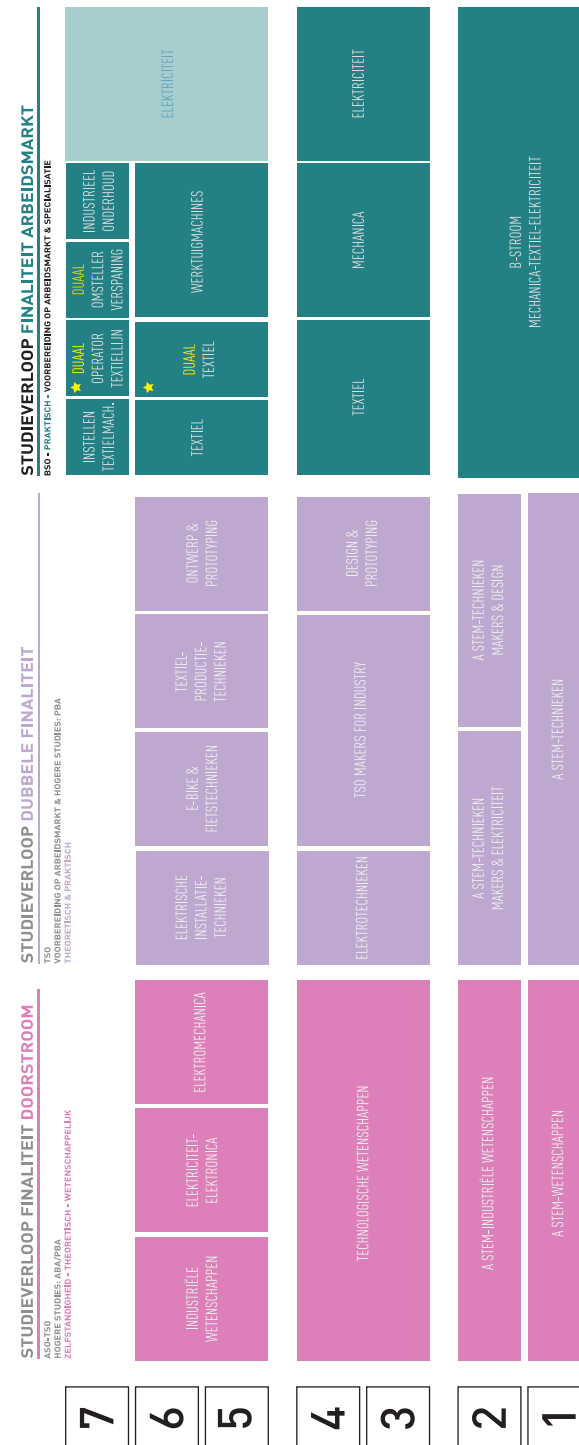 STUDIEVERLOOP FINALITEIT DOORSTROOM
ASO-TSO
HOGERE STUDIES: ABA/PBA
ZELFSTANDIGHEID - THEORETISCH - WETENSCHAPPELIJK
STUDIEVERLOOP DUBBELE FINALITEIT
TSO
VOORBEREIDING OP ARBEIDSMARKT & HOGERE STUDIES: PBA
THEORETISCH & PRAKTISCH
STUDIEVERLOOP FINALITEIT ARBEIDSMARKT
BSO - PRAKTISCH - VOORBEREIDING OP ARBEIDSMARKT & SPECIALISATIE
7
INSTELLEN
TEXTIELMACH.
DUAAL
OPERATOR
TEXTIELLIJN
DUAAL
OMSTELLER
VERSPANING
INDUSTRIEEL
ONDERHOUD
ELEKTRICITEIT
6
5
INDUSTRIËLE
WETENSCHAPPEN
ELEKTRICITEIT-
ELEKTRONICA
ELEKTROMECHANICA
ELEKTRISCHE
INSTALLATIE-
TECHNIEKEN
E-BIKE &
FIETSTECHNIEKEN
TEXTIEL-
PRODUCTIE-
TECHNIEKEN
ONTWERP &
PROTOTYPING
TEXTIEL
DUAAL
TEXTIEL
WERKTUIGMACHINES
4
3
TECHNOLOGISCHE WETENSCHAPPEN
ELEKTROTECHNIEKEN
TSO MAKERS FOR INDUSTRY
DESIGN &
PROTOTYPING
TEXTIEL
MECHANICA
ELEKTRICITEIT
2
A STEM-INDUSTRIËLE WETENSCHAPPEN
A STEM-TECHNIEKEN
MAKERS & ELEKTRICITEIT
A STEM-TECHNIEKEN
MAKERS & DESIGN
B-STROOM
MECHANICA-TEXTIEL-ELEKTRICITEIT
1
A STEM-WETENSCHAPPEN
A STEM-TECHNIEKEN